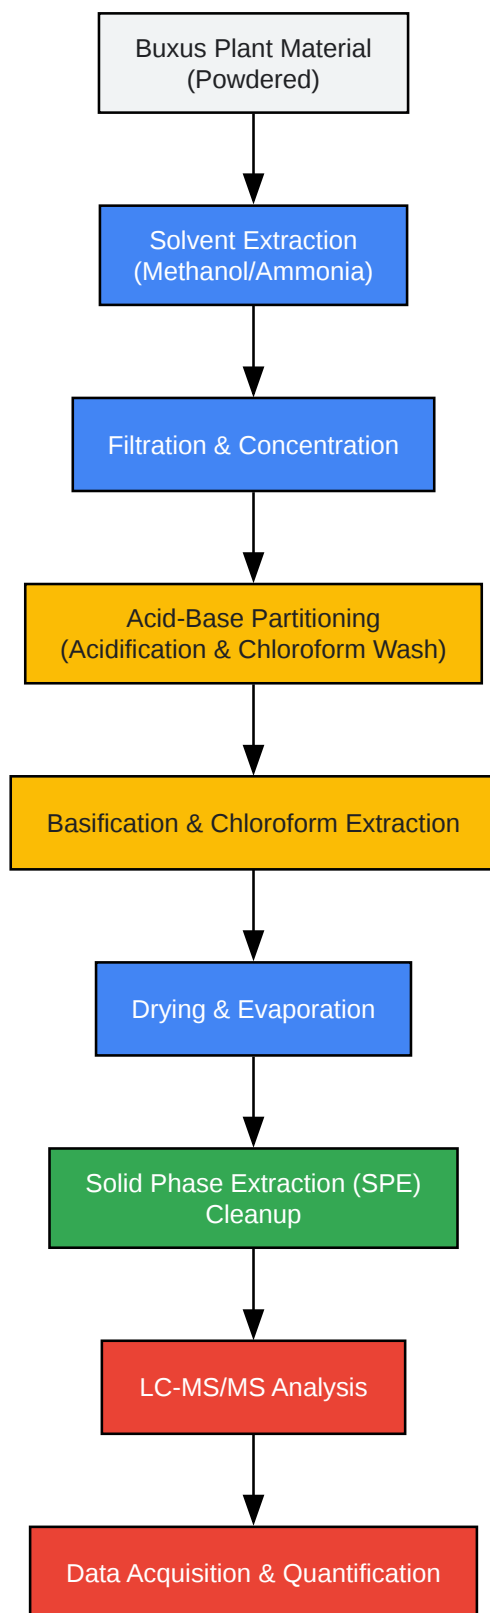 Buxus Plant Material
(Powdered)
Solvent Extraction
(Methanol/Ammonia)
Filtration & Concentration
Acid-Base Partitioning
(Acidification & Chloroform Wash)
Basification & Chloroform Extraction
Drying & Evaporation
Solid Phase Extraction (SPE)
Cleanup
LC-MS/MS Analysis
Data Acquisition & Quantification